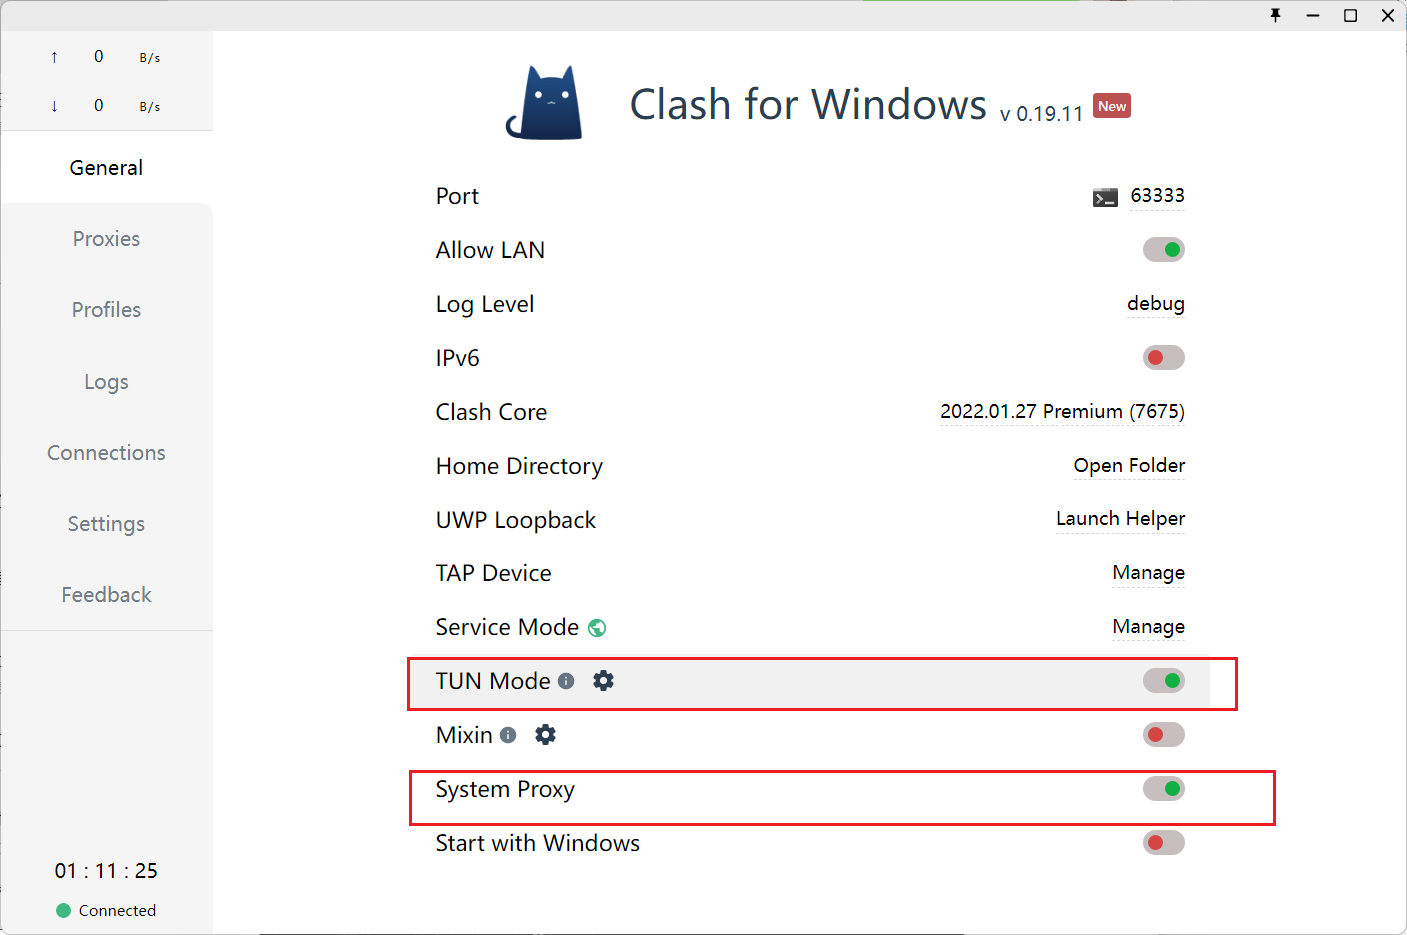 ↑ 0 B/s
↓ 0 B/s
General
Proxies
Profiles
Logs
Connections
Settings
Feedback
01 : 11 : 25
Connected
Clash for Windows v 0.19.11 New
Port 63333
Allow LAN
Log Level debug
IPv6
Clash Core 2022.01.27 Premium (7675)
Home Directory Open Folder
UWP Loopback Launch Helper
TAP Device Manage
Service Mode Manage
TUN Mode
Mixin
System Proxy
Start with Windows